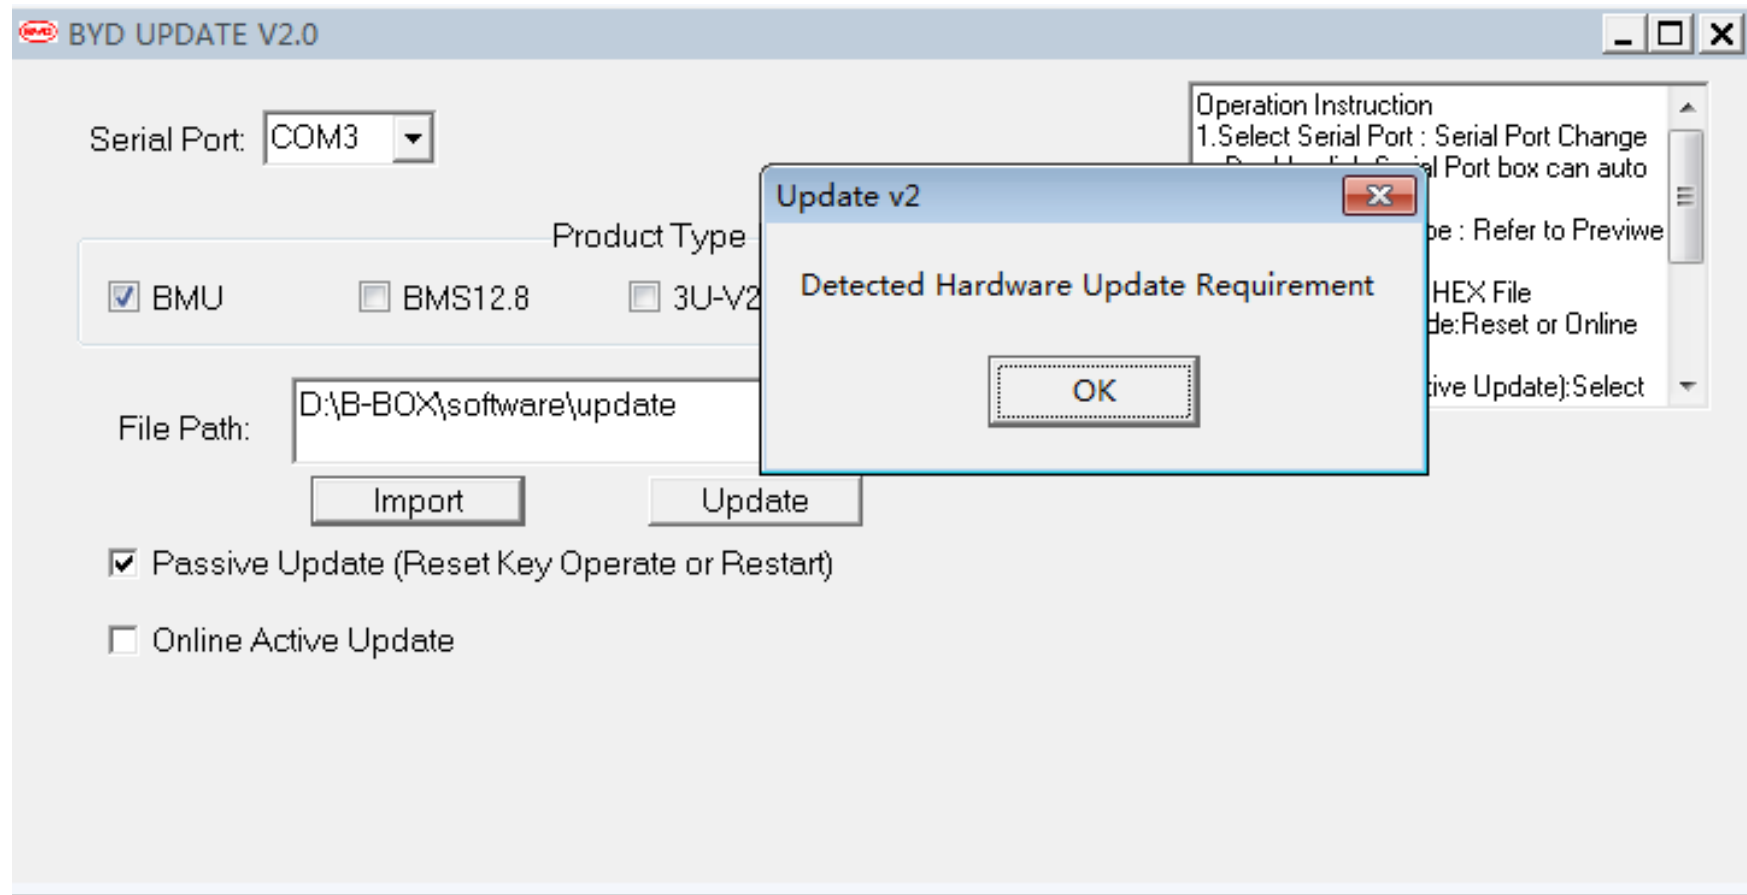 BYD UPDATE V2.0
Serial Port: COM3
Operation Instruction
1.Select Serial Port : Serial Port Change
Port box can auto
: Refer to Previwe
HEX File
Reset or Online
Update):Select
Update v2
Detected Hardware Update Requirement
OK
Product Type
BMU
BMS12.8
3U-V2
File Path: D:\B-BOX\software\update
Import
Update
Passive Update (Reset Key Operate or Restart)
Online Active Update